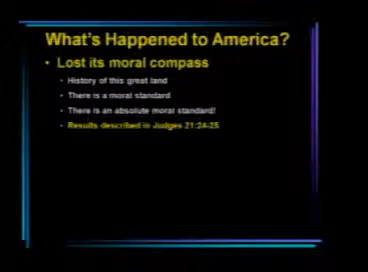 What's Happened to America?
• Lost its moral compass
• History of this great land
• There is a moral standard
• There is an absolute moral standard!
• Results described in Judges 21:24-25